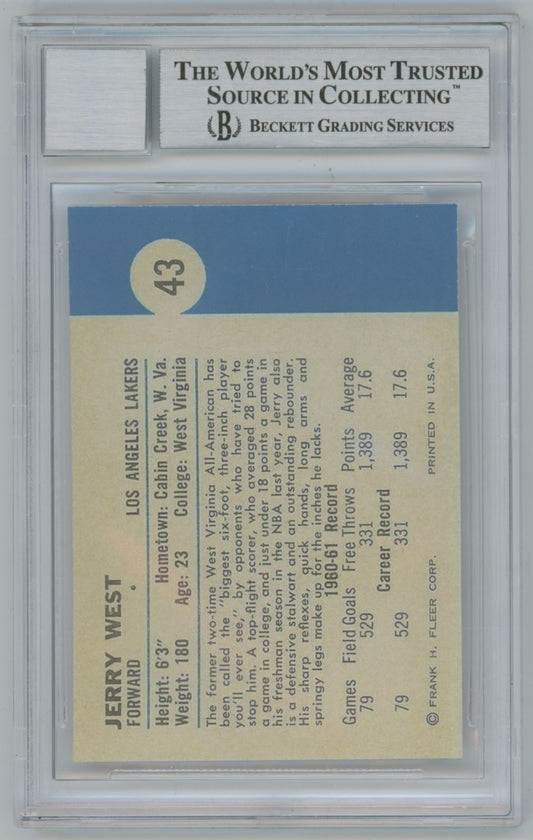 THE WORLD'S MOST TRUSTED
SOURCE IN COLLECTING™
B BECKETT GRADING SERVICES
43
JERRY WEST
FORWARD LOS ANGELES LAKERS
Height: 6'3" Hometown: Cabin Creek, W. Va.
Weight: 180 Age: 23 College: West Virginia
The former two-time West Virginia All-American has
been called the "biggest six-foot, three-inch player
you'll ever see," by opponents who have tried to
stop him. A top-flight scorer, who averaged 28 points
a game in college, and just under 18 points a game in
his freshman season in the NBA last year, Jerry also
is a defensive stalwart and an outstanding rebounder.
His sharp reflexes, quick hands, long arms and
springy legs make up for the inches he lacks.
1960-61 Record
Games Field Goals Free Throws Points Average
79 529 331 1,389 17.6
Career Record
79 529 331 1,389 17.6
© FRANK H. FLEER CORP. PRINTED IN U.S.A.